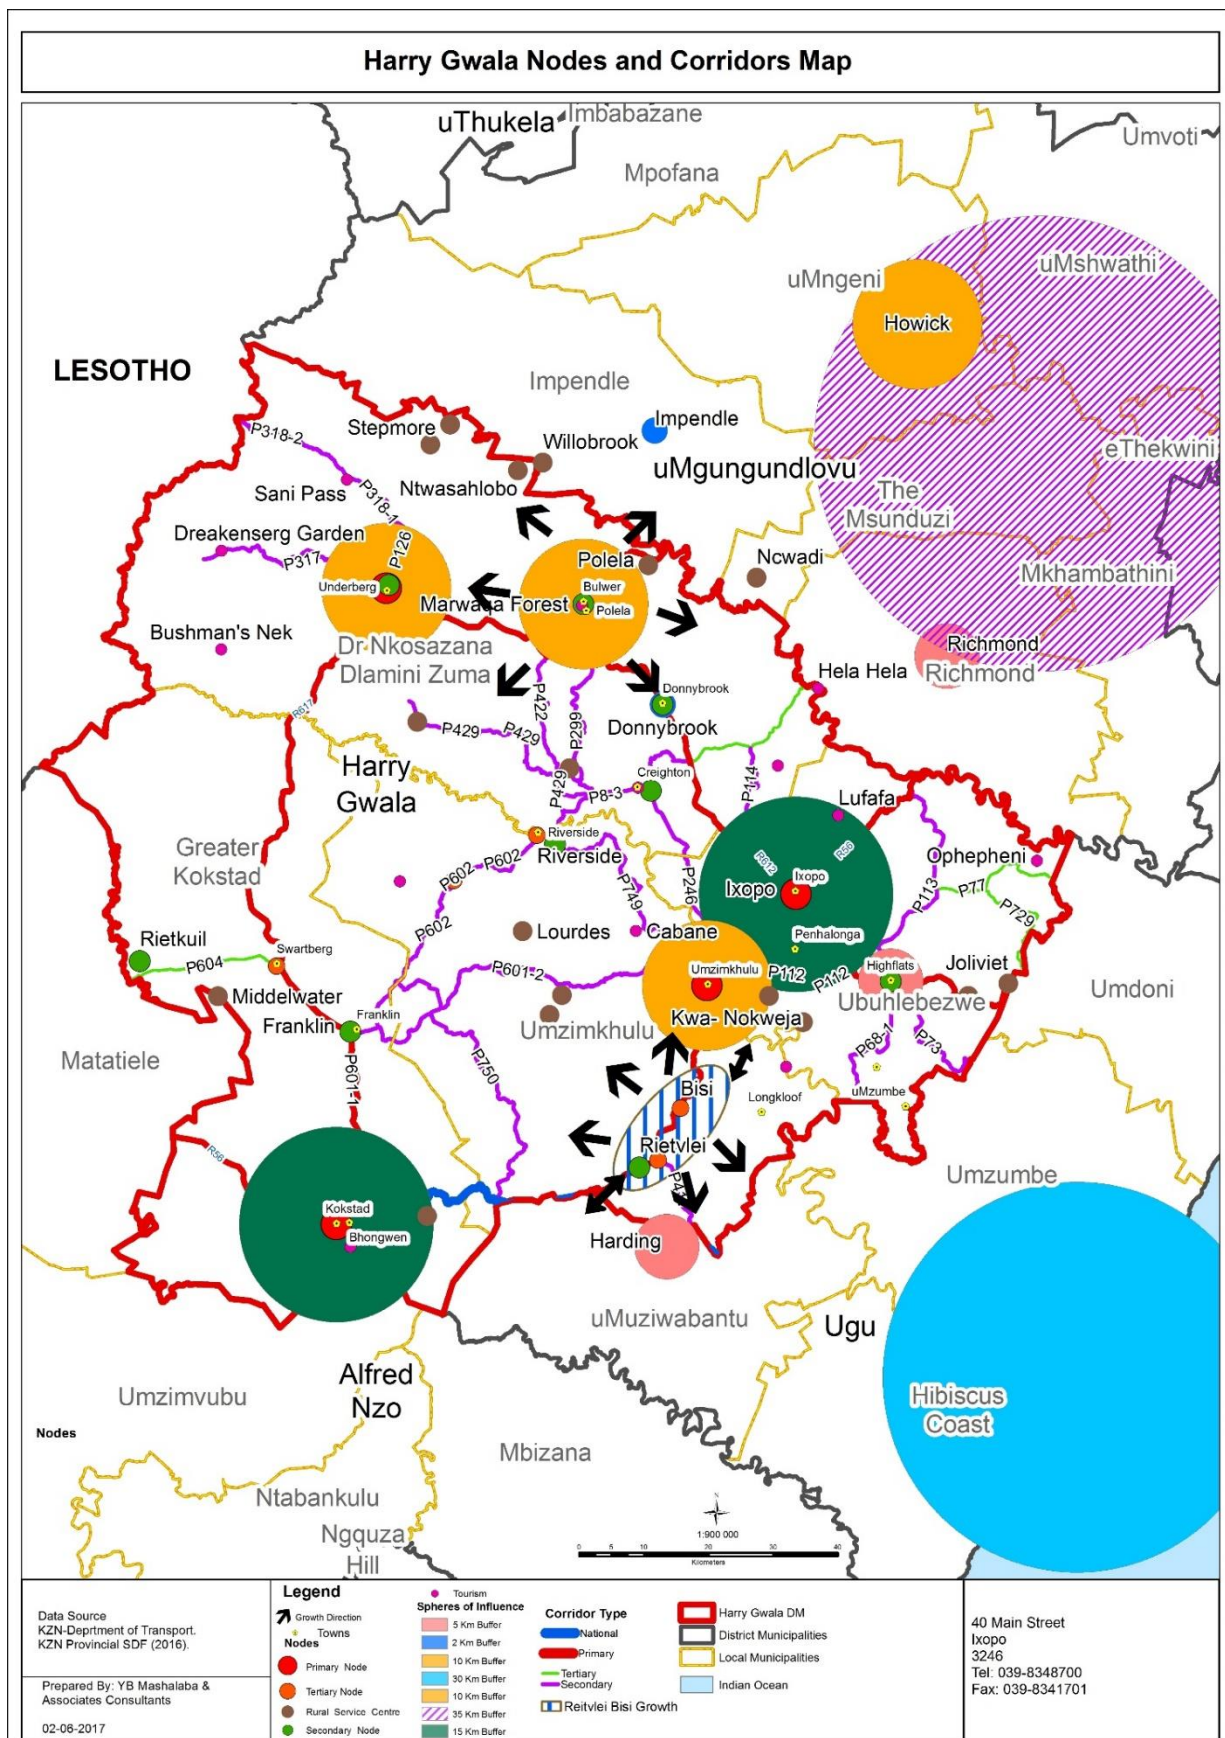 Harry Gwala Nodes and Corridors Map
uThukela
Imbabazane
Umvoti
Mpofana
uMshwathi
uMngeni
Howick
LESOTHO
Impendle
Impendle
Stepmore
P318-2
Willobrook
eThekwini
uMgungundlovu
Sani Pass
P318-1
Ntwasahlobo
The
Msunduzi
Dreakenserg Garden
P126
P317
Polela
Ncwadi
Mkhambathini
Underberg
Bulwer
Marwaqa Forest
Polela
Bushman's Nek
Dr Nkosazana
Dlamini Zuma
Richmond
Richmond
Hela Hela
R617
P422
P299
Donnybrook
Donnybrook
P429
P429
P429
Harry
Gwala
Creighton
P8-3
P114
Lufafa
Riverside
Riverside
Greater
Kokstad
P602
P602
P602
P749
P246
R612
R56
Ixopo
Ixopo
Ophepheni
P113
P77
P729
Lourdes
Cabane
Rietkuil
Swartberg
P604
Penhalonga
P601-2
Umzimkhulu
P112
P112
Highflats
Joliviet
Middelwater
Ubuhlebezwe
Umdoni
Franklin
Franklin
Umzimkhulu
Kwa- Nokweja
Matatiele
P601-1
P750
P68-1
P73
Bisi
Longkloof
uMzumbe
R56
Rietvlei
Umzumbe
Kokstad
Bhongwen
Harding
uMuziwabantu
Ugu
Alfred
Nzo
Umzimvubu
Hibiscus
Coast
Nodes
Mbizana
Ntabankulu
Ngquza
Hill
1:900 000
0 5 10 20 30 40
Kilometers
Data Source
KZN-Deprtment of Transport.
KZN Provincial SDF (2016).
Prepared By: YB Mashalaba &
Associates Consultants
02-06-2017
Legend
Growth Direction
Towns
Nodes
Primary Node
Tertiary Node
Rural Service Centre
Secondary Node
Tourism
Spheres of Influence
5 Km Buffer
2 Km Buffer
10 Km Buffer
30 Km Buffer
10 Km Buffer
35 Km Buffer
15 Km Buffer
Corridor Type
National
Primary
Tertiary
Secondary
Reitvlei Bisi Growth
Harry Gwala DM
District Municipalities
Local Municipalities
Indian Ocean
40 Main Street
Ixopo
3246
Tel: 039-8348700
Fax: 039-8341701